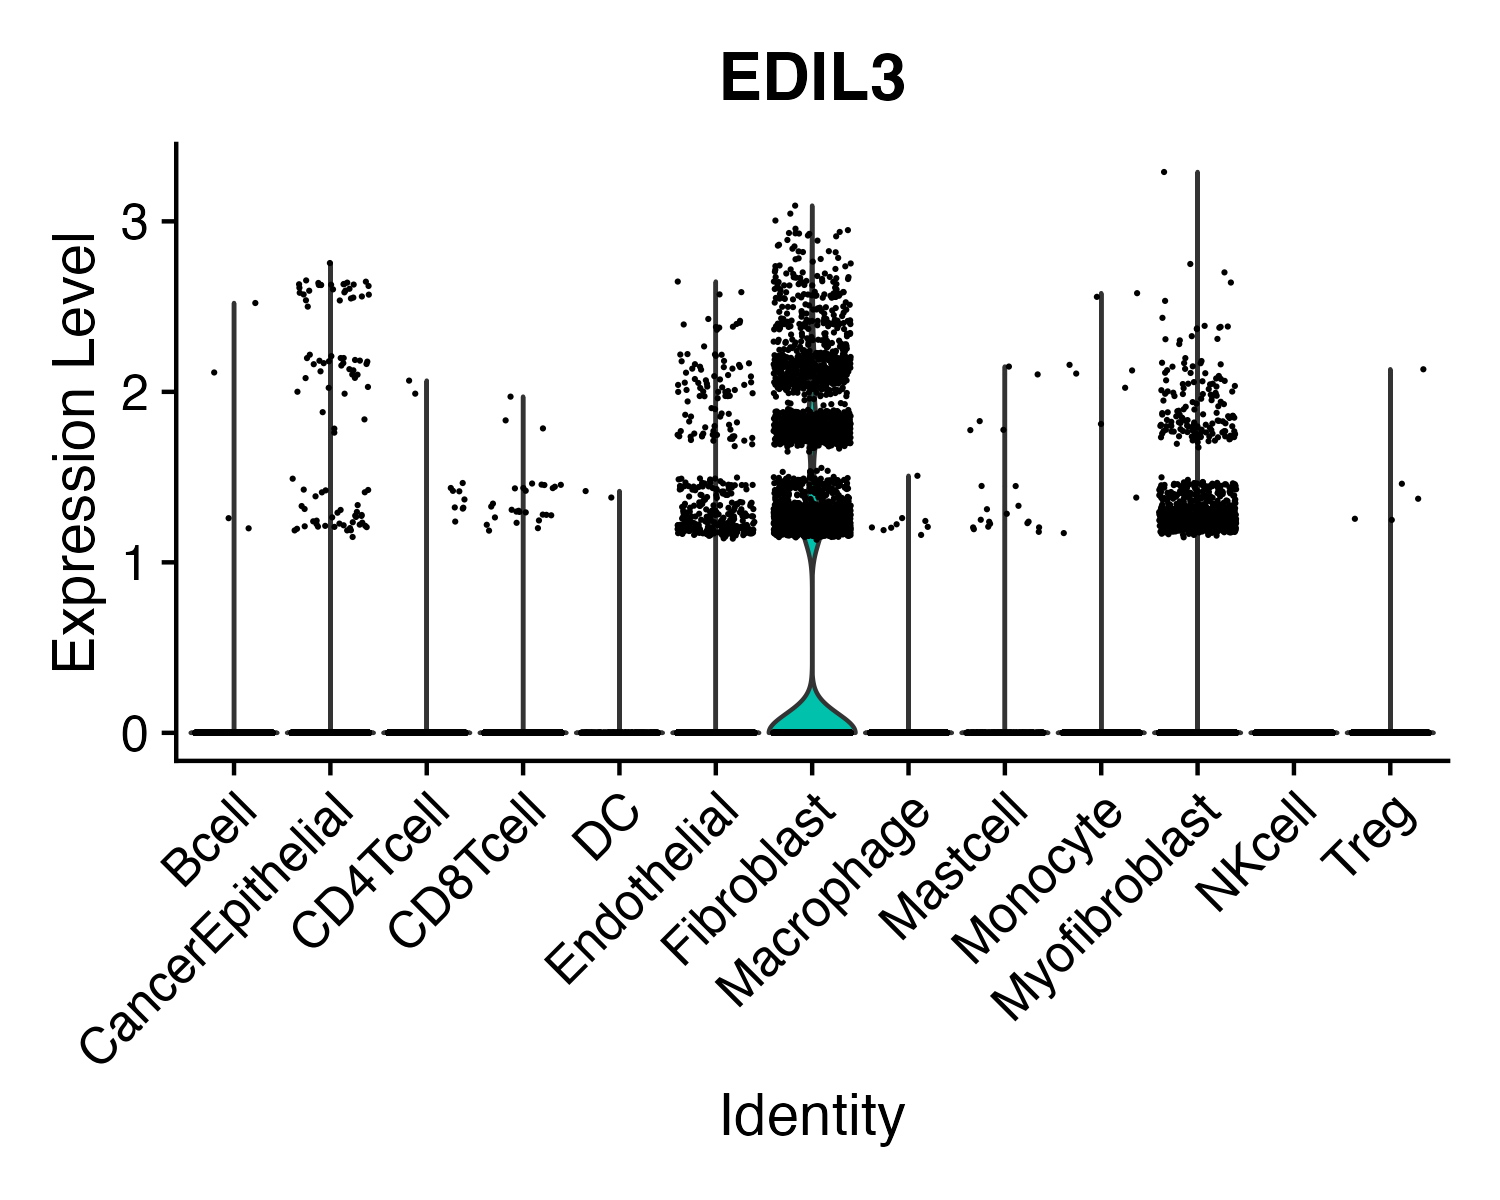 EDIL3
Expression Level
3
2
1
0
Bcell
CancerEpithelial
CD4Tcell
CD8Tcell
DC
Endothelial
Fibroblast
Macrophage
Mastcell
Monocyte
Myofibroblast
NKcell
Treg
Identity